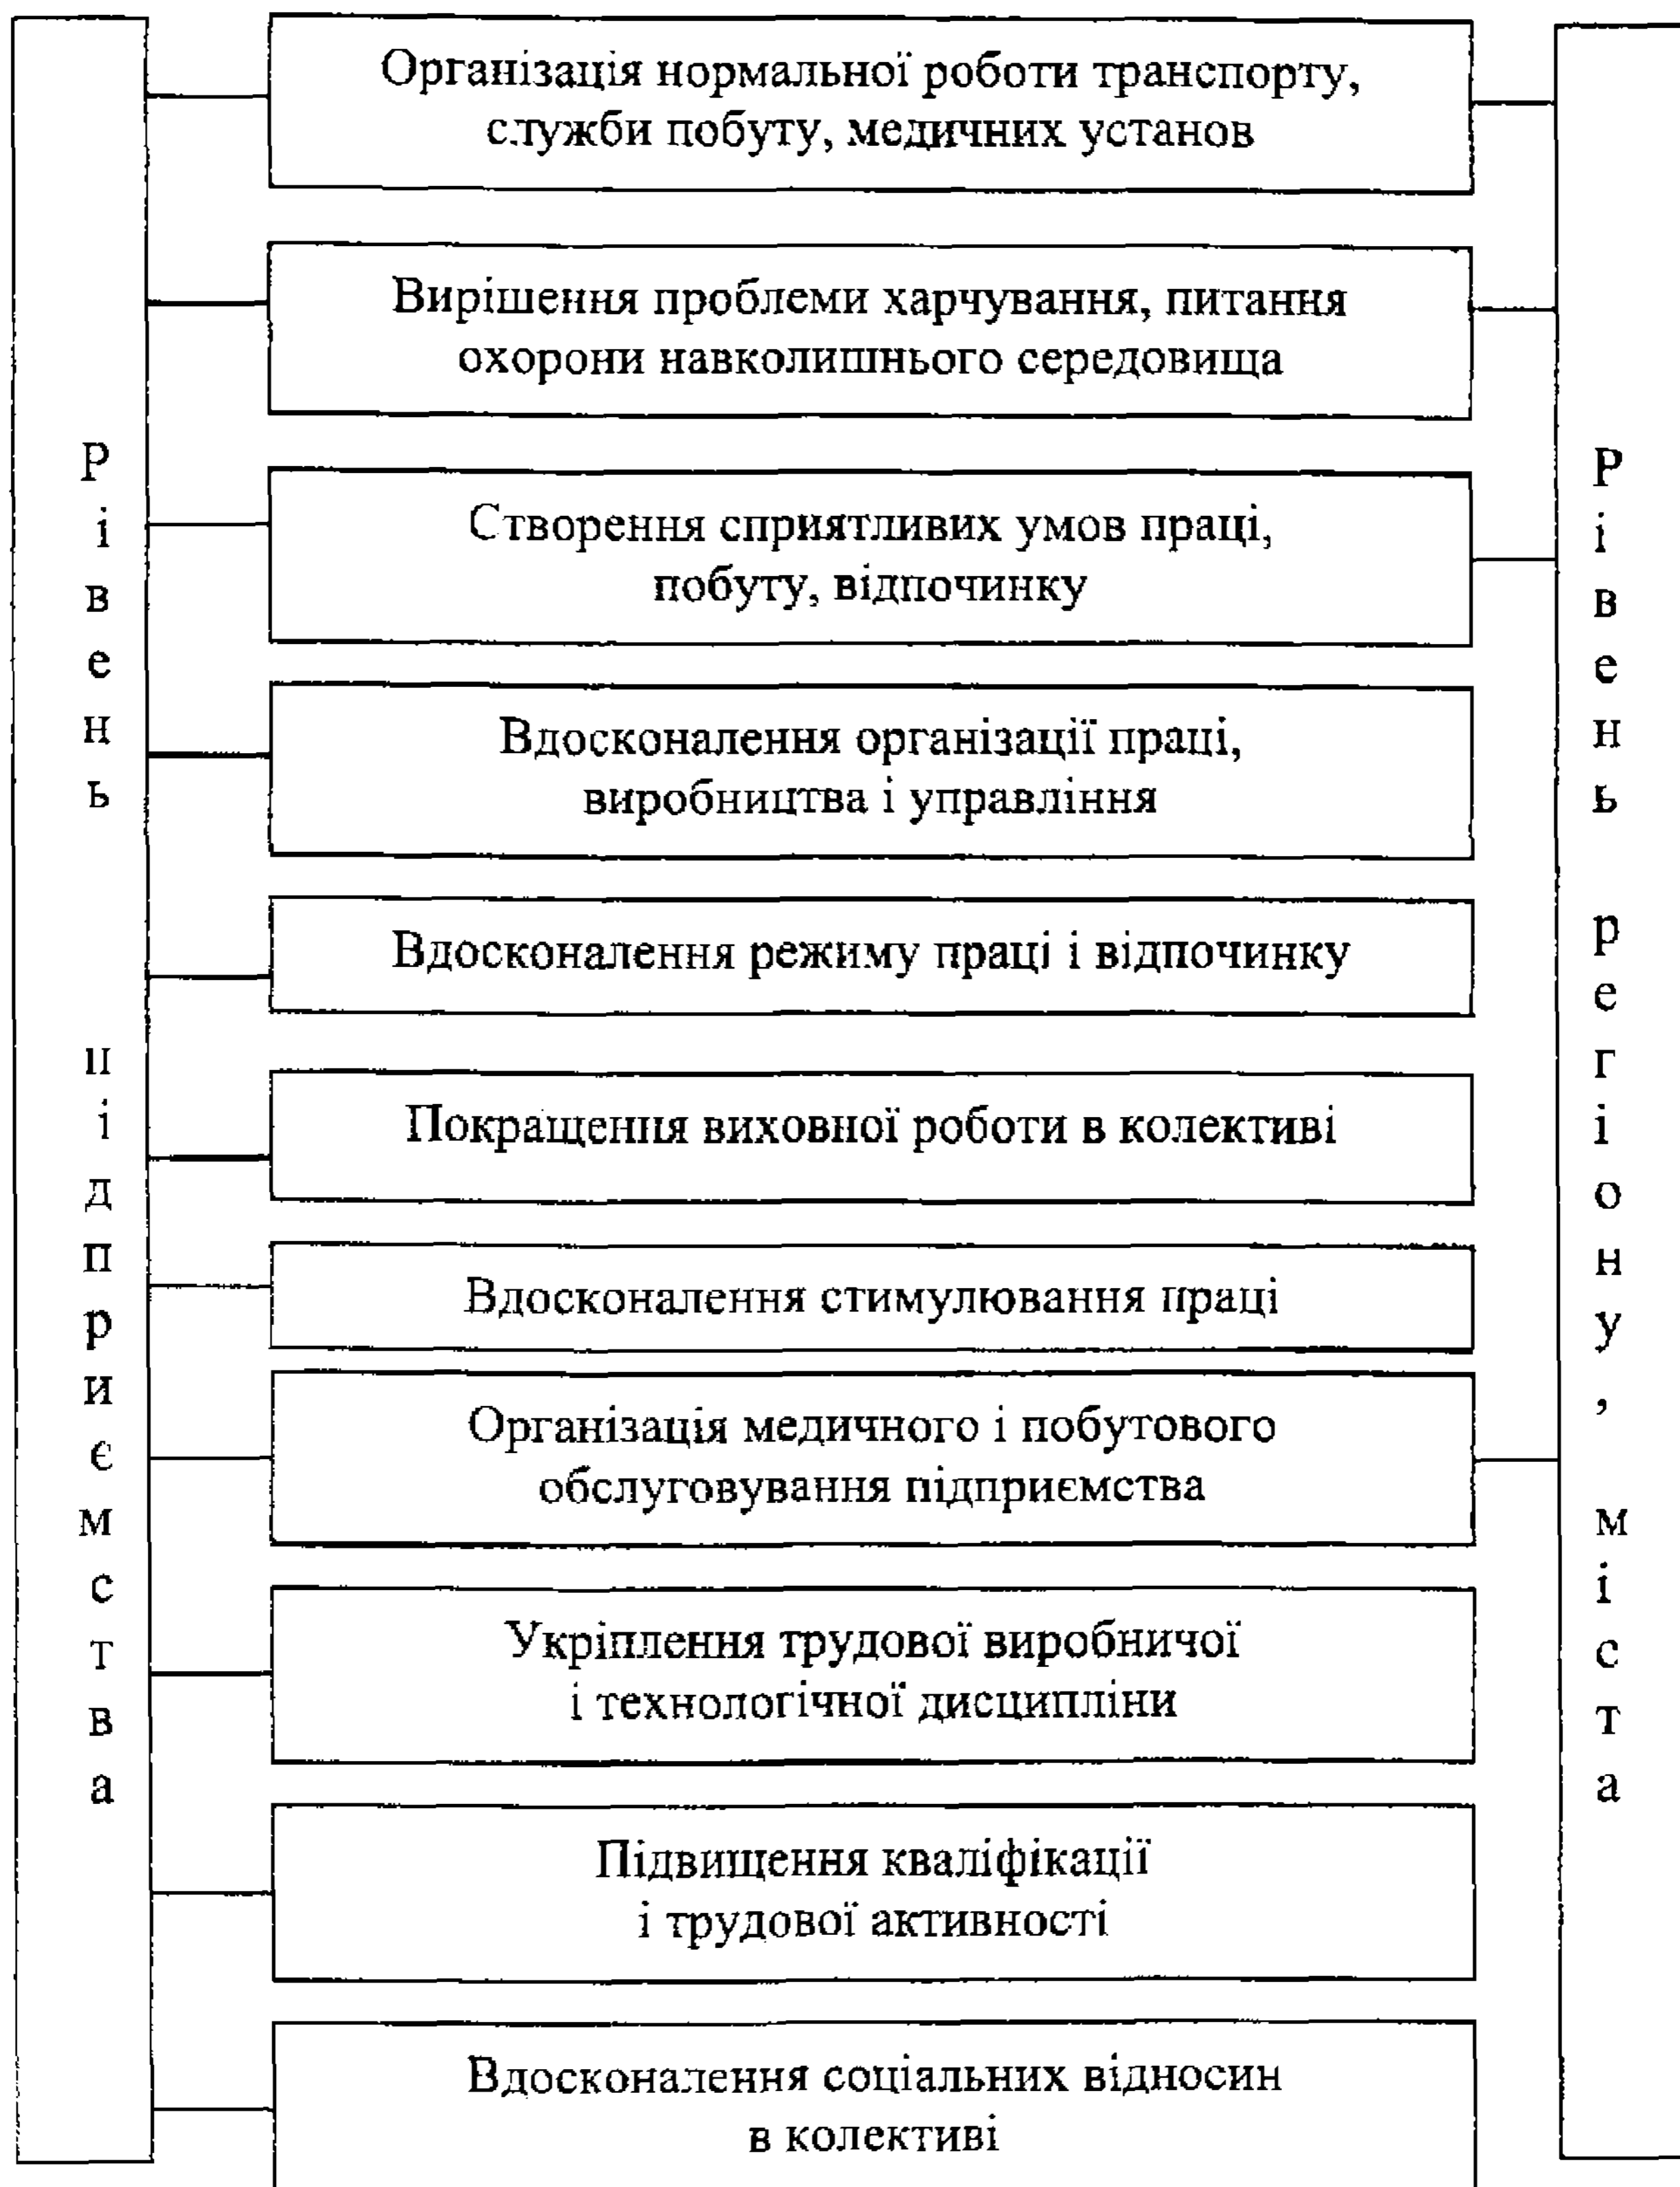 Рівень підприємства
Організація нормальної роботи транспорту,
служби побуту, медичних установ
Вирішення проблеми харчування, питання
охорони навколишнього середовища
Створення сприятливих умов праці,
побуту, відпочинку
Вдосконалення організації праці,
виробництва і управління
Вдосконалення режиму праці і відпочинку
Покращення виховної роботи в колективі
Вдосконалення стимулювання праці
Організація медичного і побутового
обслуговування підприємства
Укріплення трудової виробничої
і технологічної дисципліни
Підвищення кваліфікації
і трудової активності
Вдосконалення соціальних відносин
в колективі
Рівень регіону, міста